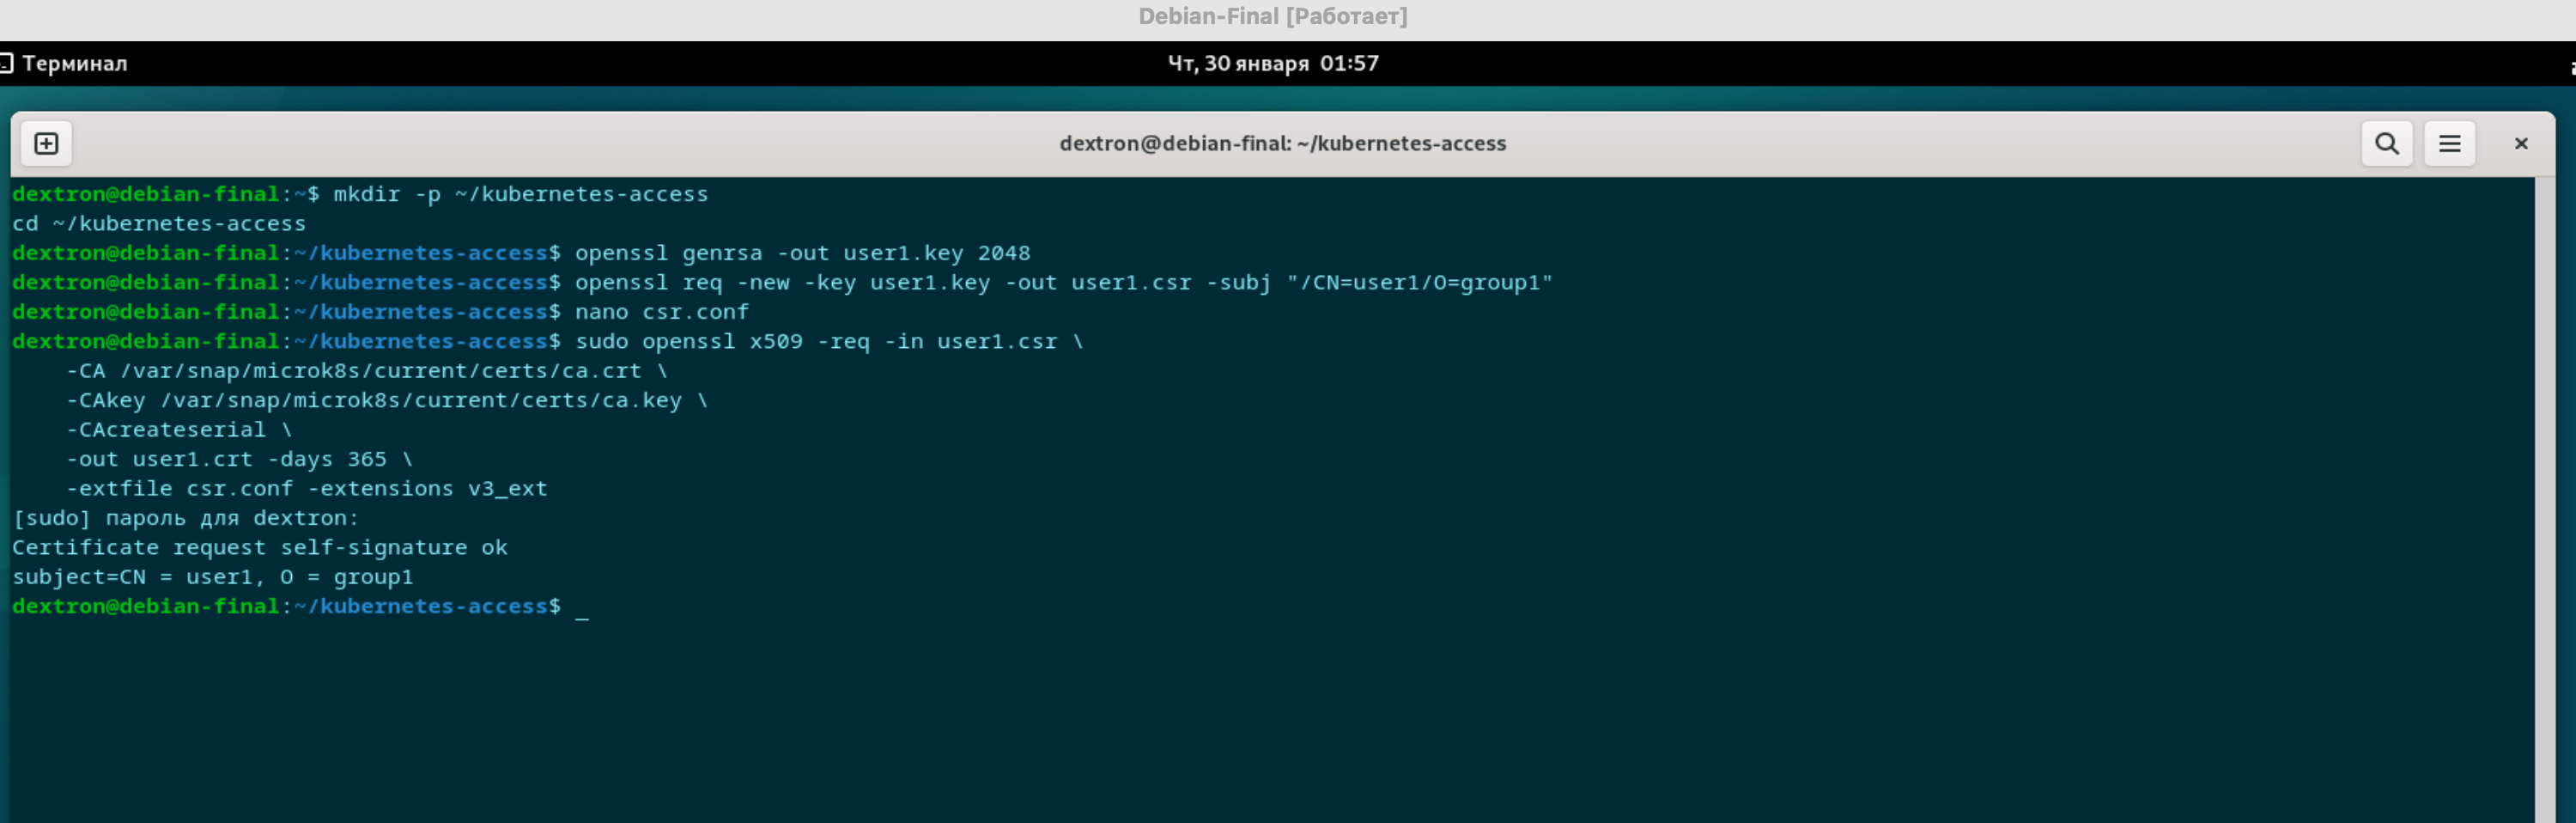 Debian-Final [Работает]
Терминал
Чт, 30 января 01:57
dextron@debian-final: ~/kubernetes-access
dextron@debian-final:~$ mkdir -p ~/kubernetes-access
cd ~/kubernetes-access
dextron@debian-final:~/kubernetes-access$ openssl genrsa -out user1.key 2048
dextron@debian-final:~/kubernetes-access$ openssl req -new -key user1.key -out user1.csr -subj "/CN=user1/O=group1"
dextron@debian-final:~/kubernetes-access$ nano csr.conf
dextron@debian-final:~/kubernetes-access$ sudo openssl x509 -req -in user1.csr \
    -CA /var/snap/microk8s/current/certs/ca.crt \
    -CAkey /var/snap/microk8s/current/certs/ca.key \
    -CAcreateserial \
    -out user1.crt -days 365 \
    -extfile csr.conf -extensions v3_ext
[sudo] пароль для dextron:
Certificate request self-signature ok
subject=CN = user1, O = group1
dextron@debian-final:~/kubernetes-access$ _